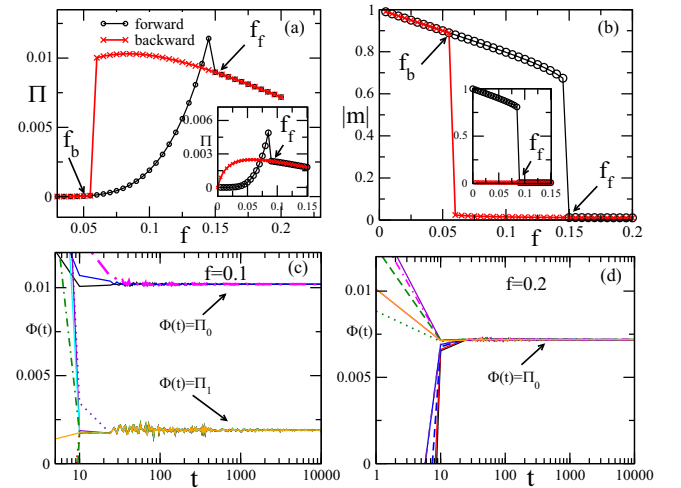 forward
backward
(a)
f_f
0.01
Π
0.005
f_b
0
0.05
0.1
0.15
0.2
f
0.006
Π
0.003
0
0
0.05
0.1
0.15
f_f
1
(b)
0.8
f_b
|m|
0.6
0.4
0.2
0
0
0.05
0.1
0.15
0.2
f
1
0.5
0
0
0.05
0.1
0.15
f_f
f_f
(c)
f=0.1
0.01
Φ(t)=Π_0
Φ(t)
0.005
Φ(t)=Π_1
0
10
100
1000
10000
t
(d)
f=0.2
0.01
Φ(t)
Φ(t)=Π_0
0.005
0
1
10
100
1000
10000
t